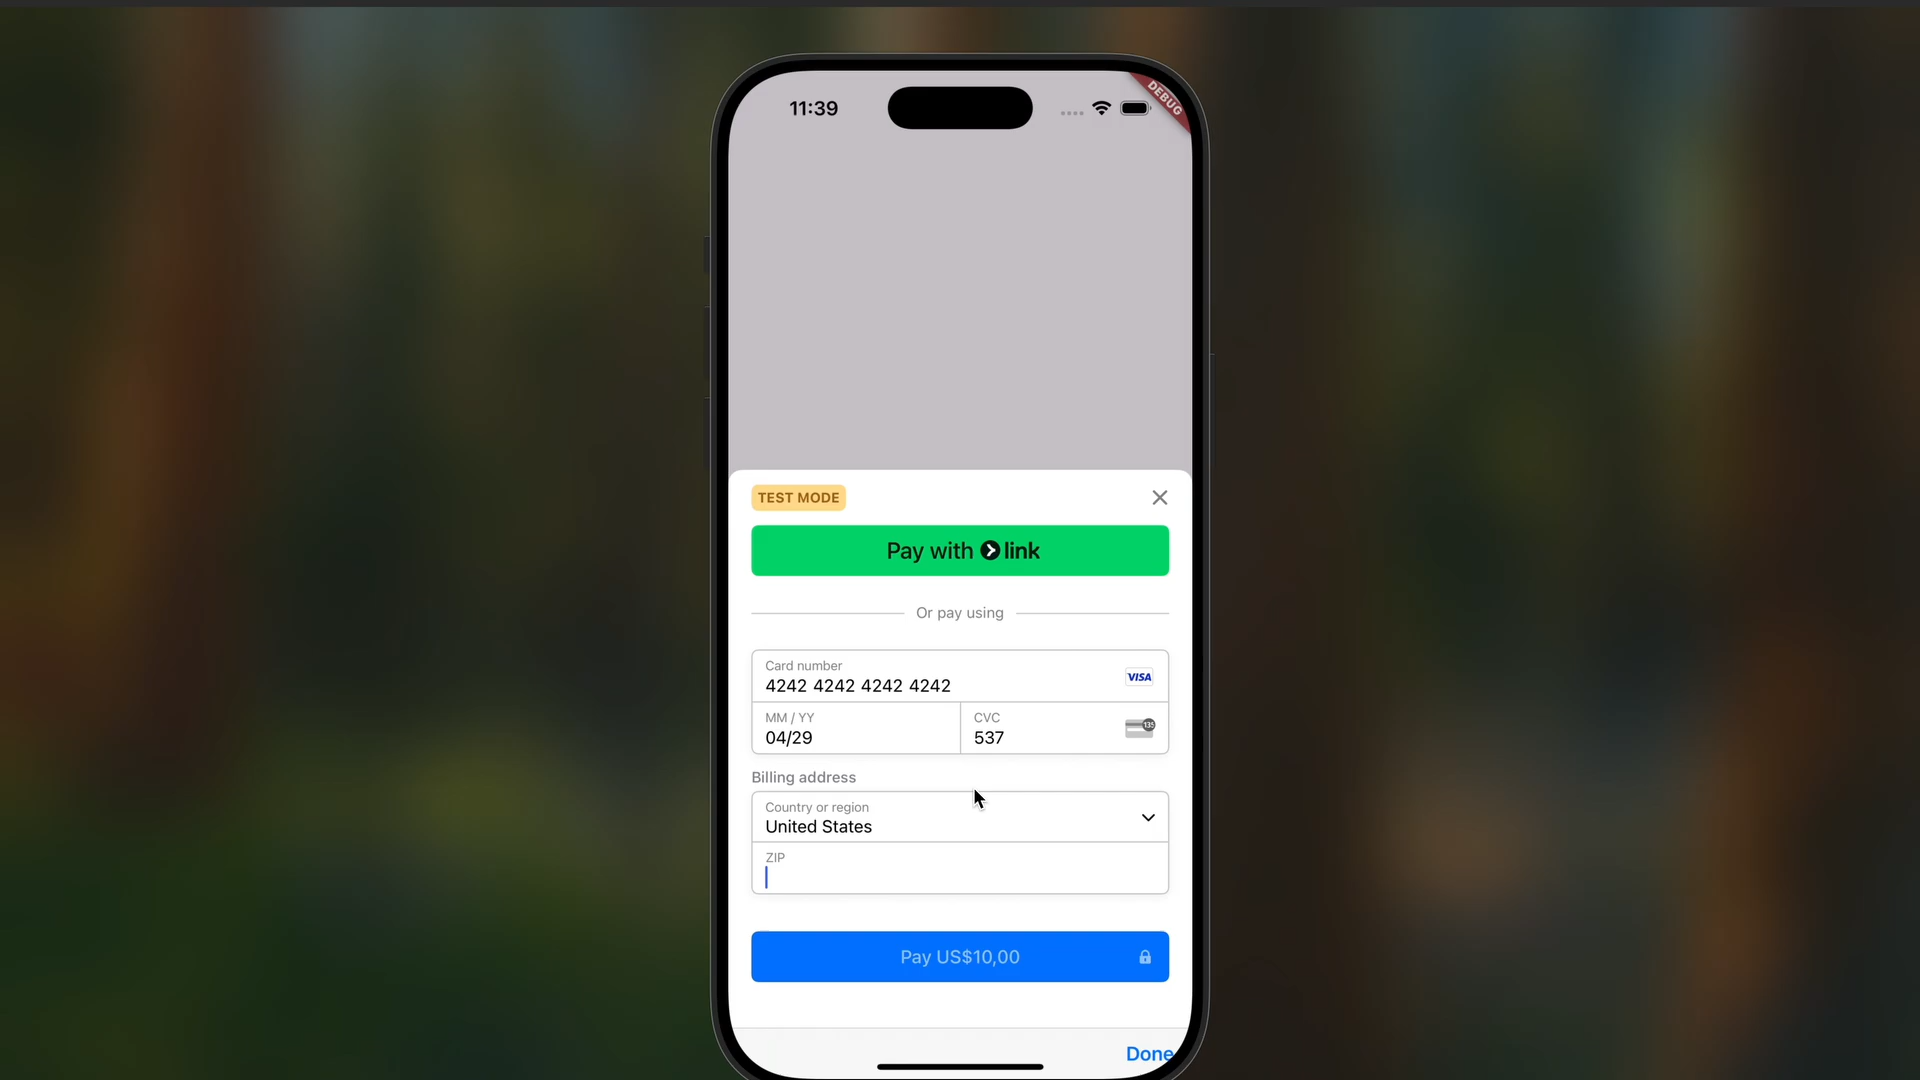 11:39
DEBUG
TEST MODE
Pay with link
Or pay using
Card number
4242 4242 4242 4242
VISA
MM / YY
04/29
CVC
537
135
Billing address
Country or region
United States
ZIP
Pay US$10,00
Done